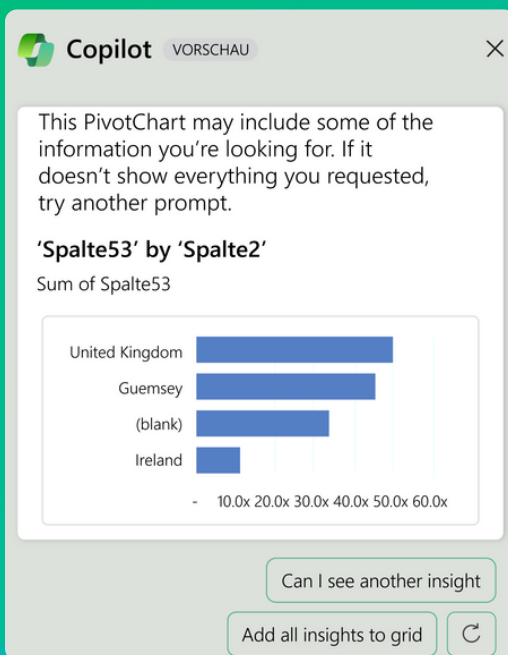 Copilot VORSCHAU
This PivotChart may include some of the
information you’re looking for. If it
doesn’t show everything you requested,
try another prompt.
‘Spalte53’ by ‘Spalte2’
Sum of Spalte53
United Kingdom
Guemsey
(blank)
Ireland
- 10.0x 20.0x 30.0x 40.0x 50.0x 60.0x
Can I see another insight
Add all insights to grid